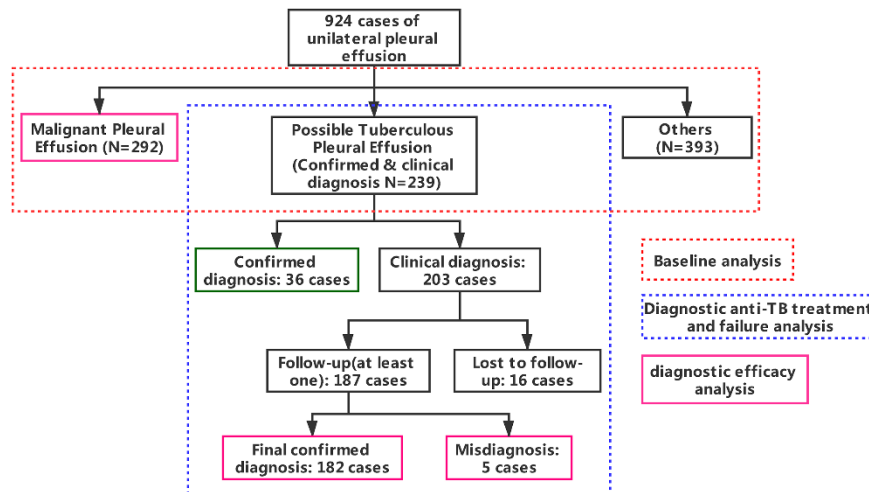 924 cases of
unilateral pleural
effusion
Malignant Pleural
Effusion (N=292)
Possible Tuberculous
Pleural Effusion
(Confirmed & clinical
diagnosis N=239)
Others
(N=393)
Confirmed
diagnosis: 36 cases
Clinical diagnosis:
203 cases
Baseline analysis
Diagnostic anti-TB treatment
and failure analysis
Follow-up(at least
one): 187 cases
Lost to follow-
up: 16 cases
diagnostic efficacy
analysis
Final confirmed
diagnosis: 182 cases
Misdiagnosis:
5 cases